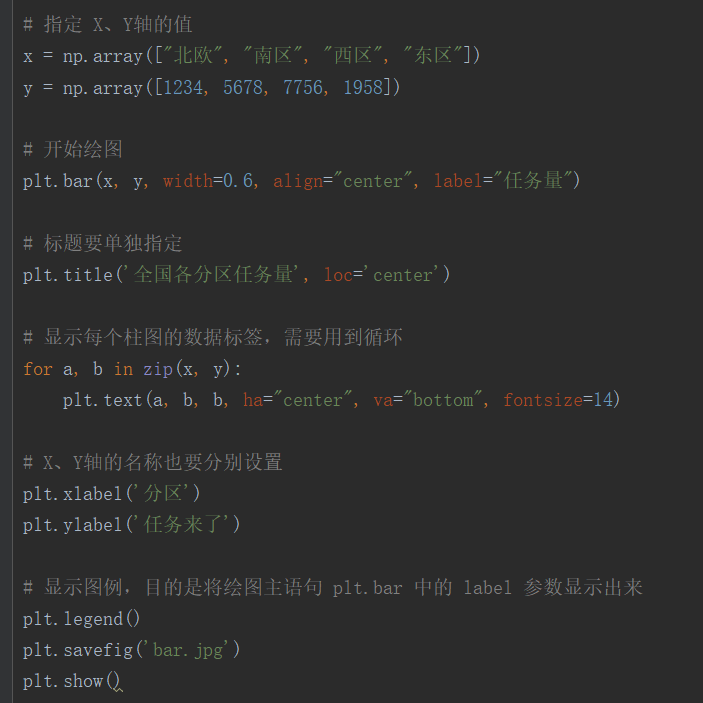 # 指定 X、Y轴的值
x = np.array(["北欧", "南区", "西区", "东区"])
y = np.array([1234, 5678, 7756, 1958])
# 开始绘图
plt.bar(x, y, width=0.6, align="center", label="任务量")
# 标题要单独指定
plt.title('全国各分区任务量', loc='center')
# 显示每个柱图的数据标签，需要用到循环
for a, b in zip(x, y):
    plt.text(a, b, b, ha="center", va="bottom", fontsize=14)
# X、Y轴的名称也要分别设置
plt.xlabel('分区')
plt.ylabel('任务来了')
# 显示图例，目的是将绘图主语句 plt.bar 中的 label 参数显示出来
plt.legend()
plt.savefig('bar.jpg')
plt.show()